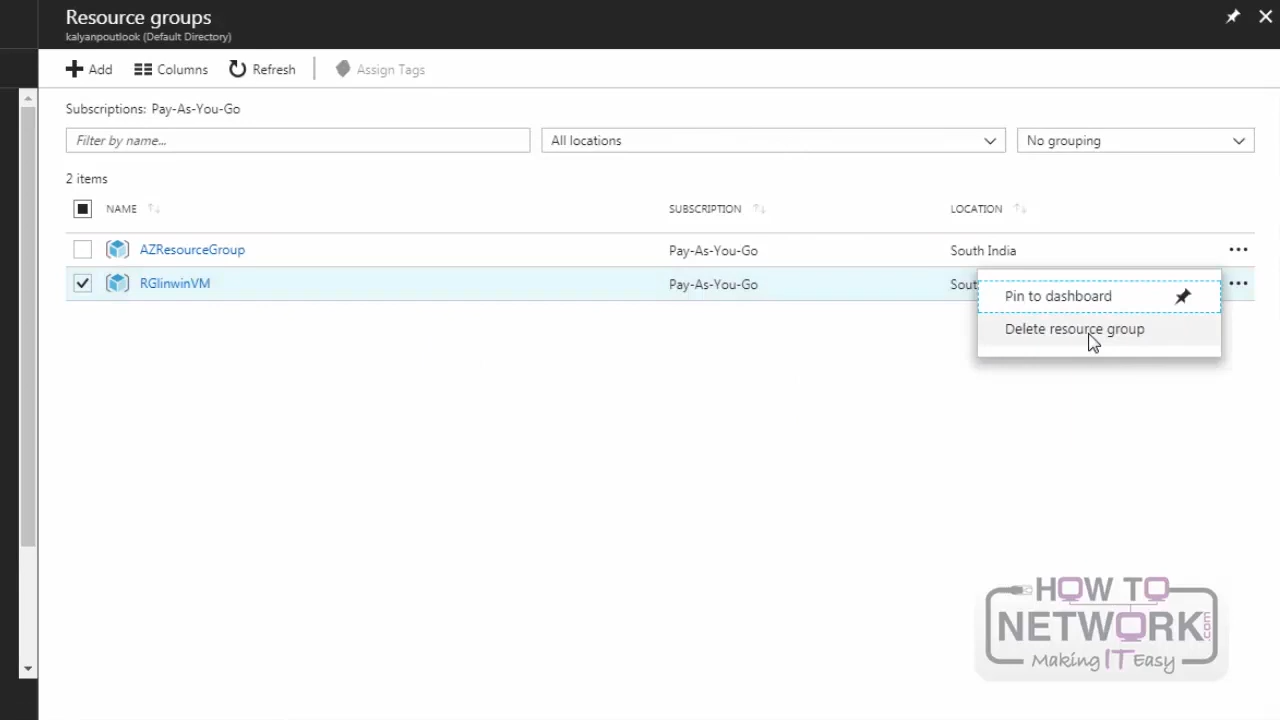 Resource groups
kalyanpoutlook (Default Directory)
Add Columns Refresh Assign Tags
Subscriptions: Pay-As-You-Go
Filter by name... All locations No grouping
2 items
NAME SUBSCRIPTION LOCATION
AZResourceGroup Pay-As-You-Go South India
RGlinwinVM Pay-As-You-Go Sout
Pin to dashboard
Delete resource group
HOW TO
NETWORK.com
Making IT Easy